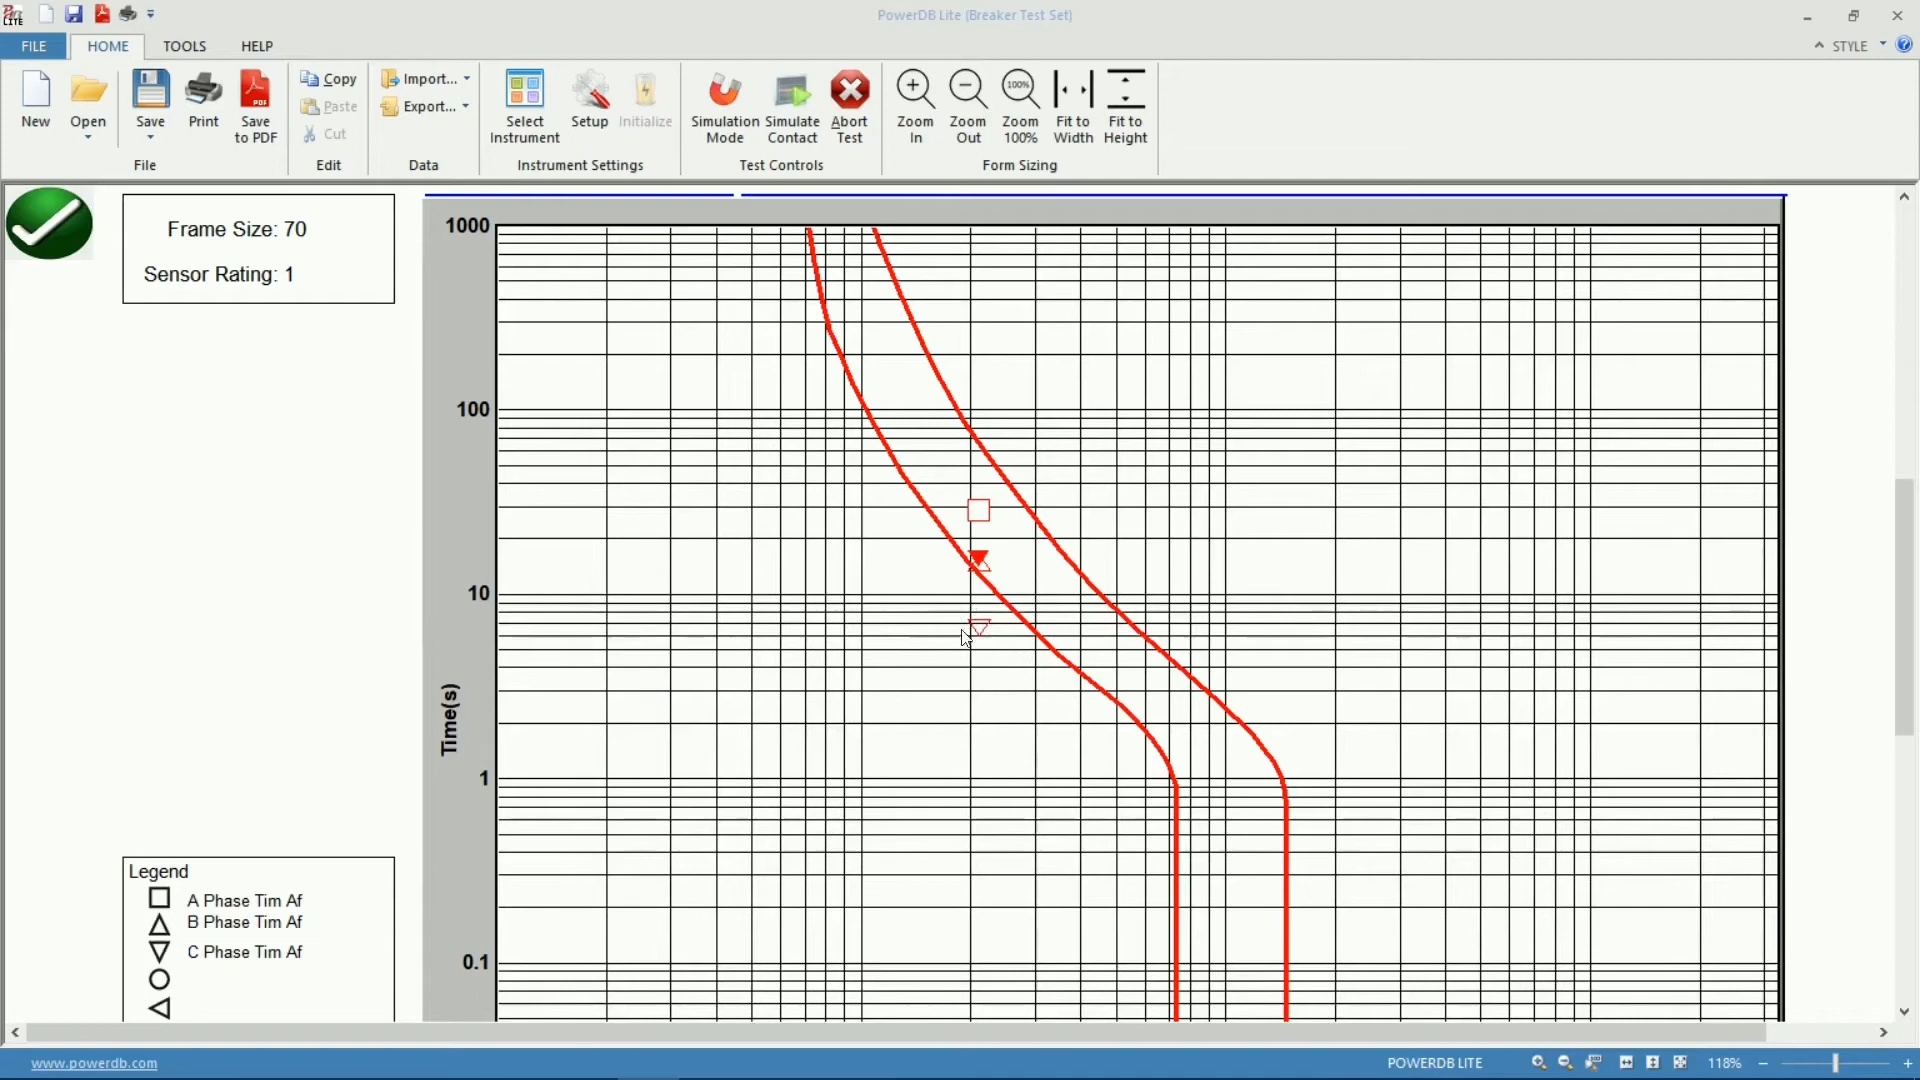 PowerDB Lite (Breaker Test Set)
LITE
FILE HOME TOOLS HELP STYLE
New Open Save Print Save to PDF
Copy
Paste
Cut
Import...
Export...
Select Instrument Setup Initialize
Simulation Mode Simulate Contact Abort Test
Zoom In Zoom Out 100% Zoom 100% Fit to Width Fit to Height
File Edit Data Instrument Settings Test Controls Form Sizing
Frame Size: 70
Sensor Rating: 1
1000
100
10
1
0.1
Time(s)
Legend
A Phase Tim Af
B Phase Tim Af
C Phase Tim Af
www.powerdb.com POWERDB LITE 118%